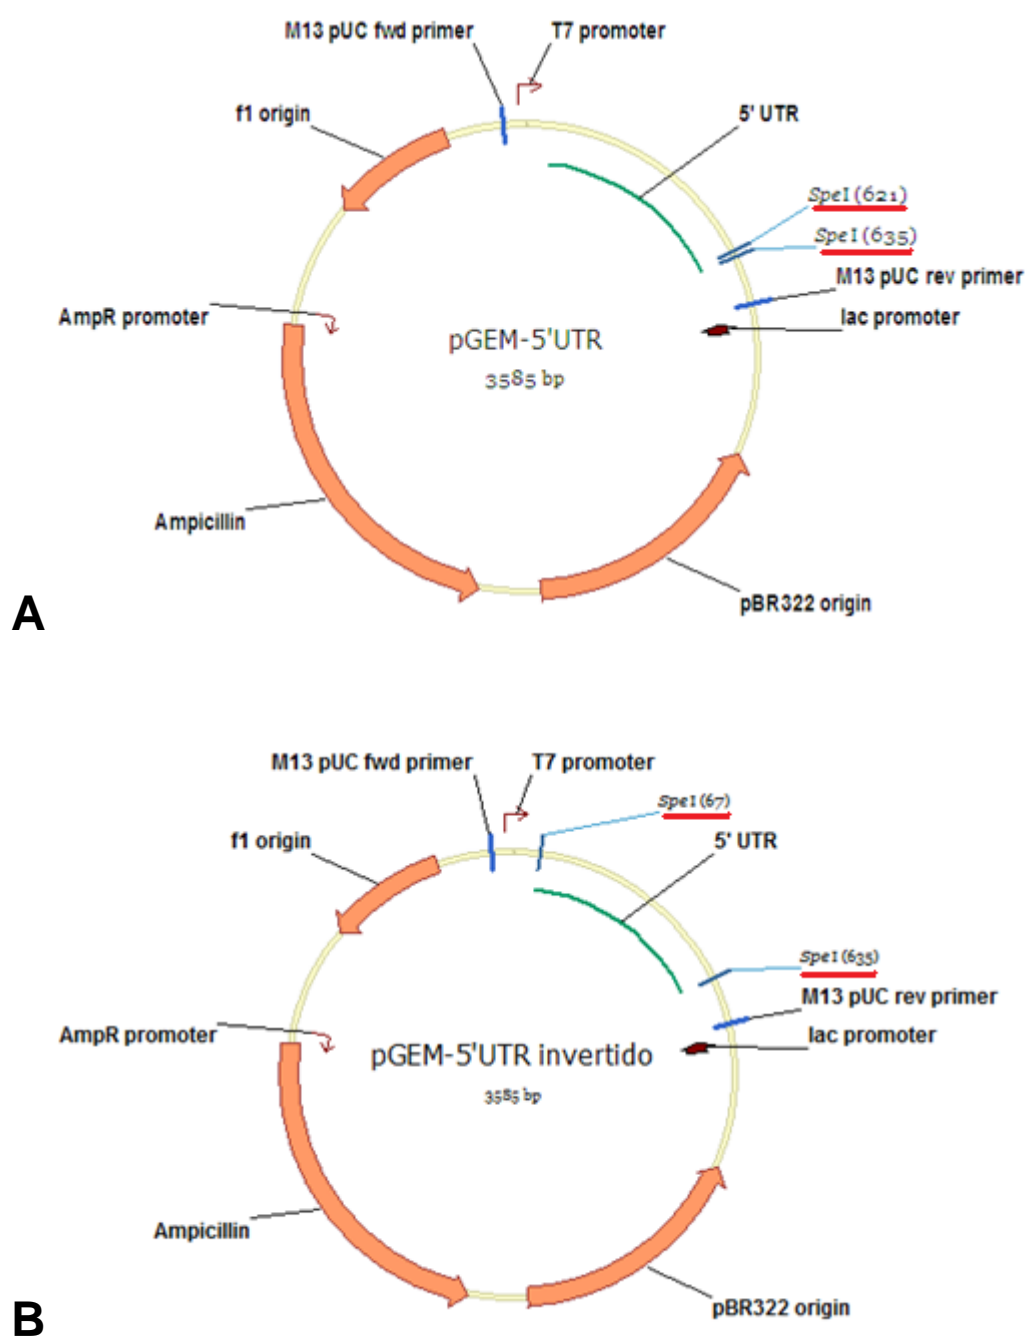 M13 pUC fwd primer
T7 promoter
f1 origin
5' UTR
SpeI (621)
SpeI (635)
M13 pUC rev primer
AmpR promoter
lac promoter
pGEM-5'UTR
3585 bp
Ampicillin
pBR322 origin
A
M13 pUC fwd primer
T7 promoter
SpeI (67)
f1 origin
5' UTR
SpeI (635)
M13 pUC rev primer
AmpR promoter
lac promoter
pGEM-5'UTR invertido
3585 bp
Ampicillin
pBR322 origin
B